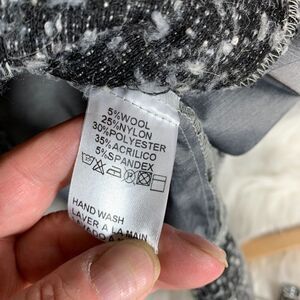 5%WOOL
25%NYLON
30%POLYESTER
35%ACRILICO
5%SPANDEX
HAND WASH
LAVER A LA MAIN